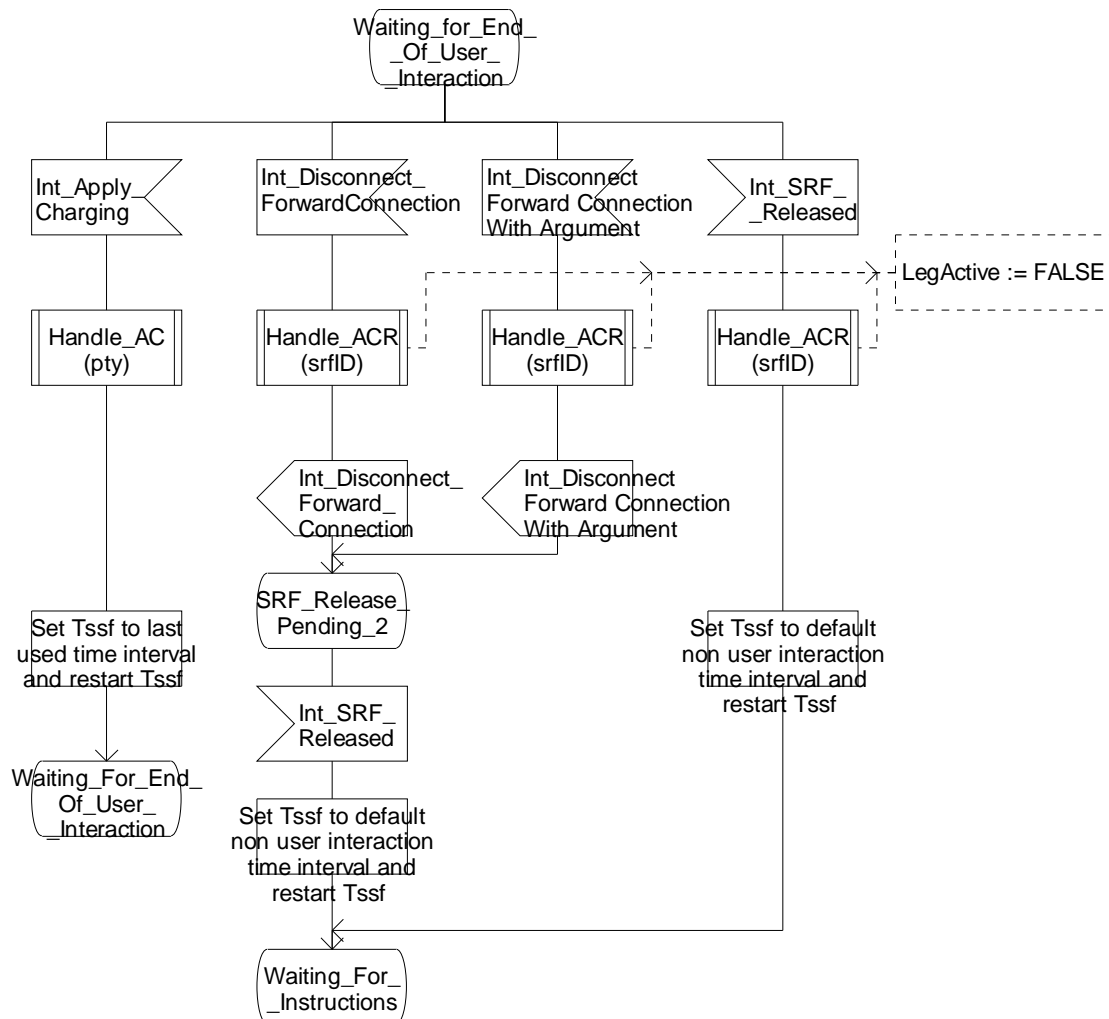 Waiting_for_End_
_Of_User_
_Interaction
Int_Apply_
Charging
Int_Disconnect_
ForwardConnection
Int_Disconnect
Forward Connection
With Argument
Int_SRF_
_Released
LegActive := FALSE
Handle_AC
(pty)
Handle_ACR
(srfID)
Handle_ACR
(srfID)
Handle_ACR
(srfID)
Int_Disconnect_
Forward_
Connection
Int_Disconnect
Forward Connection
With Argument
SRF_Release_
Pending_2
Set Tssf to last
used time interval
and restart Tssf
Set Tssf to default
non user interaction
time interval and
restart Tssf
Int_SRF_
Released
Waiting_For_End_
Of_User_
_Interaction
Set Tssf to default
non user interaction
time interval and
restart Tssf
Waiting_For_
_Instructions